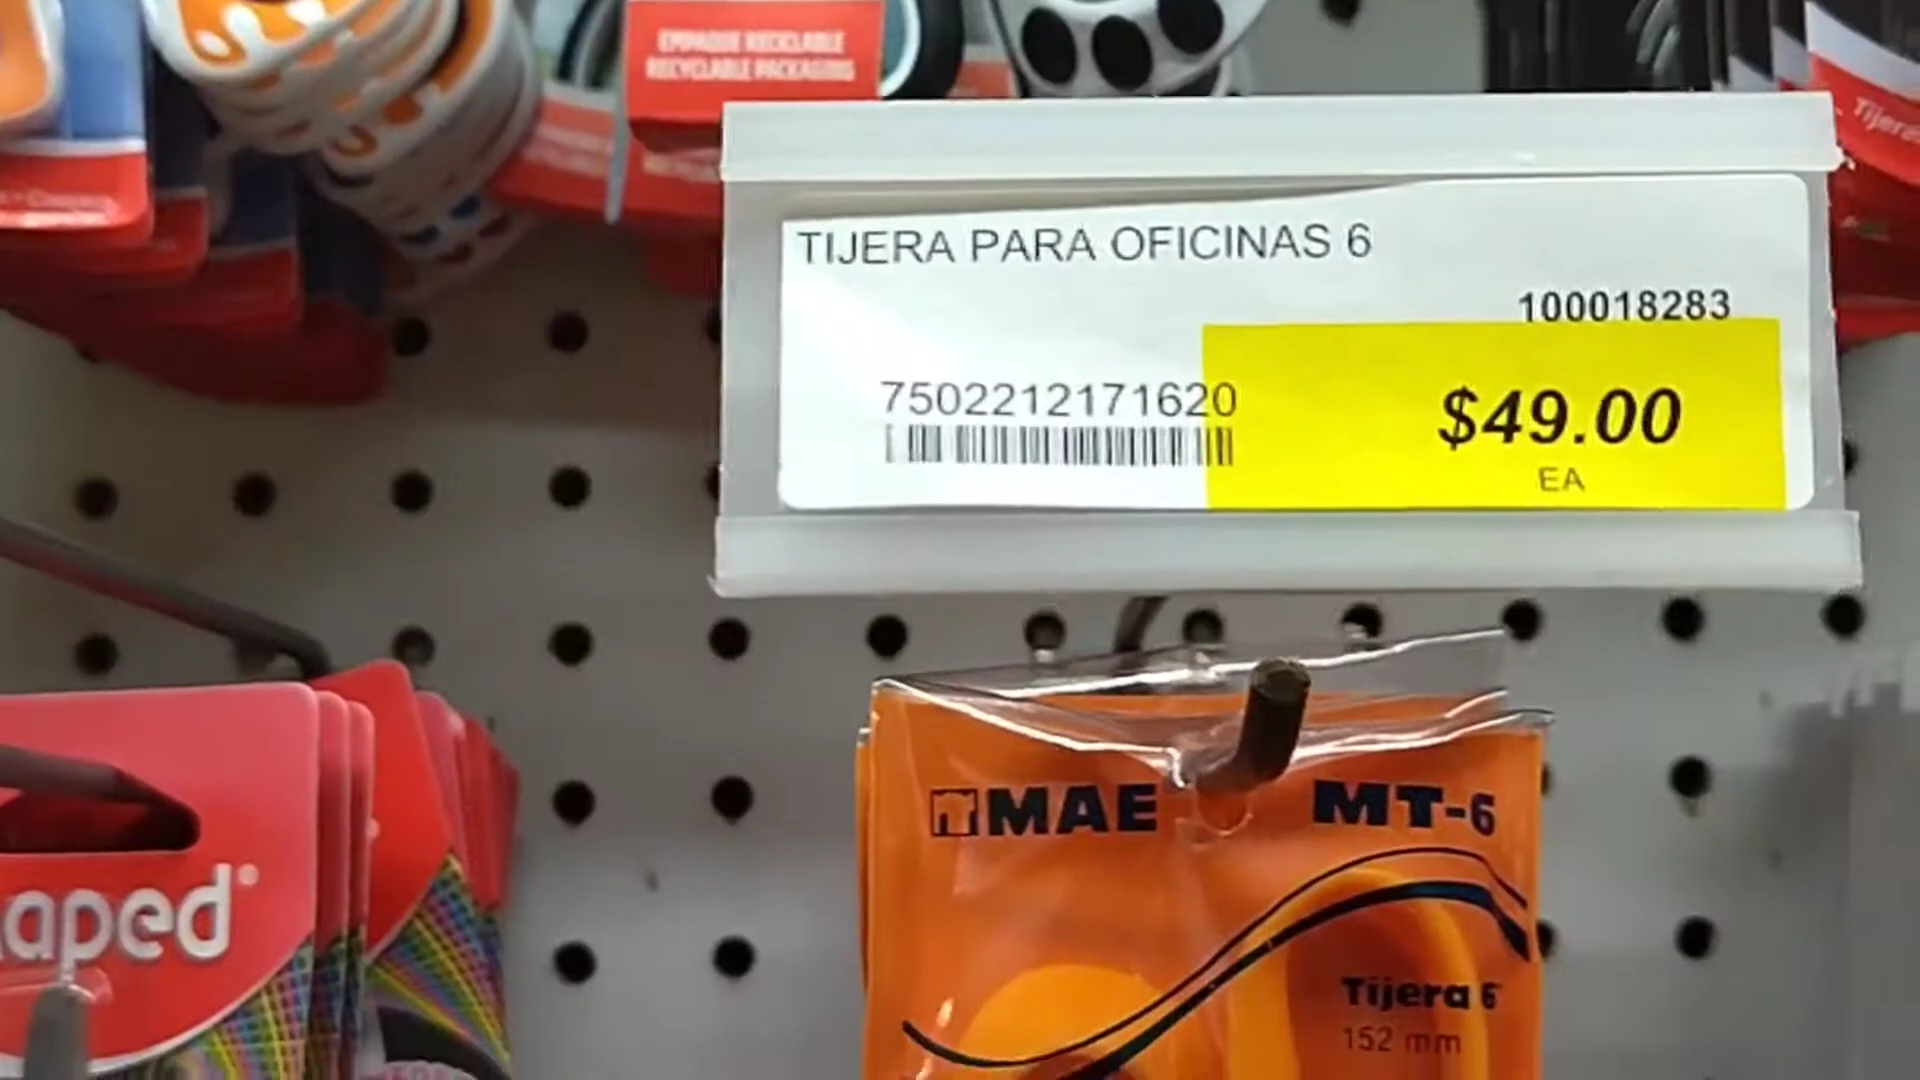 EMPAQUE RECICLABLE
RECYCLABLE PACKAGING
Tijera
TIJERA PARA OFICINAS 6
100018283
7502212171620
$49.00
EA
MAE
MT-6
aped
Tijera 6"
152 mm